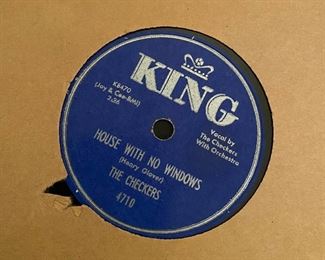 KING
K8470
(Jay & Cee-BMI)
2:36
Vocal by
The Checkers
With Orchestra
HOUSE WITH NO WINDOWS
(Henry Glover)
THE CHECKERS
4710